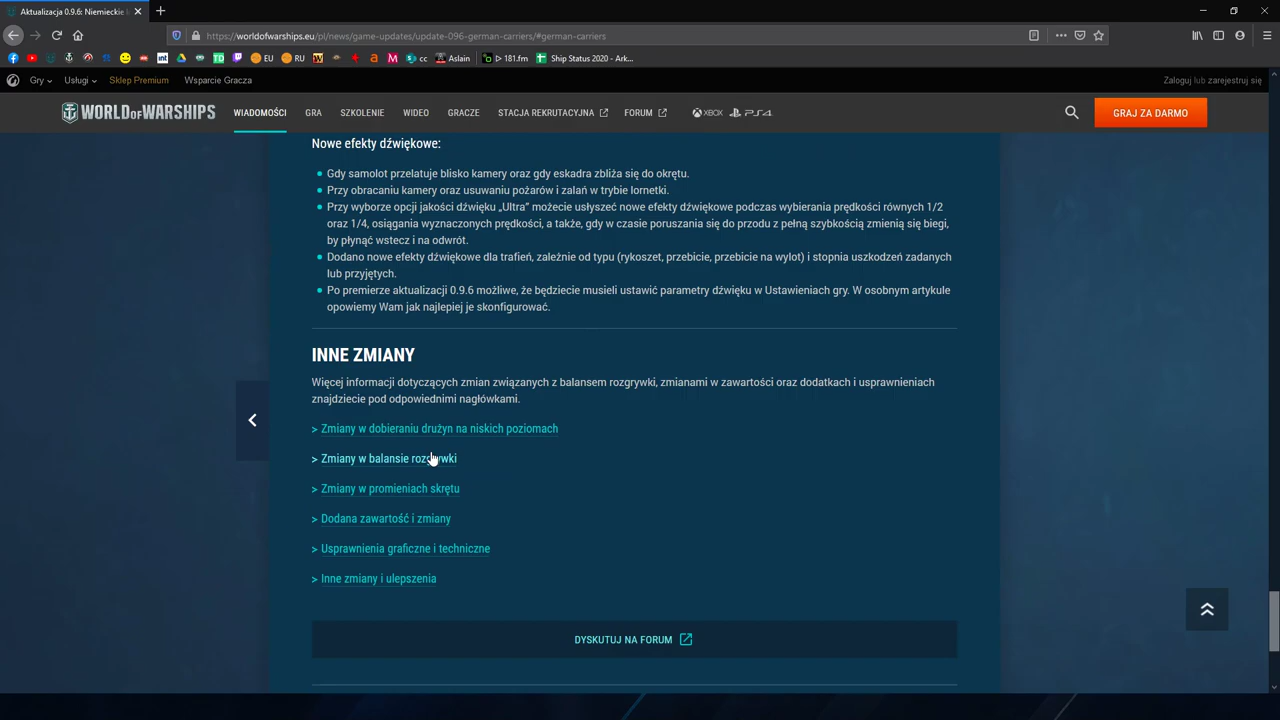 Aktualizacja 0.9.6: Niemieckie
https://worldofwarships.eu/pl/news/game-updates/update-096-german-carriers/#german-carriers
EU
RU
cc
Aslain
▷ 181.fm
Ship Status 2020 - Ark...
Gry
Usługi
Sklep Premium
Wsparcie Gracza
Zaloguj lub zarejestruj się
WORLD OF WARSHIPS
WIADOMOŚCI
GRA
SZKOLENIE
WIDEO
GRACZE
STACJA REKRUTACYJNA
FORUM
XBOX
PS4
GRAJ ZA DARMO
Nowe efekty dźwiękowe:
Gdy samolot przelatuje blisko kamery oraz gdy eskadra zbliża się do okrętu.
Przy obracaniu kamery oraz usuwaniu pożarów i zalań w trybie lornetki.
Przy wyborze opcji jakości dźwięku „Ultra” możecie usłyszeć nowe efekty dźwiękowe podczas wybierania prędkości równych 1/2
oraz 1/4, osiągania wyznaczonych prędkości, a także, gdy w czasie poruszania się do przodu z pełną szybkością zmienią się biegi,
by płynąć wstecz i na odwrót.
Dodano nowe efekty dźwiękowe dla trafień, zależnie od typu (rykoszet, przebicie, przebicie na wylot) i stopnia uszkodzeń zadanych
lub przyjętych.
Po premierze aktualizacji 0.9.6 możliwe, że będziecie musieli ustawić parametry dźwięku w Ustawieniach gry. W osobnym artykule
opowiemy Wam jak najlepiej je skonfigurować.
INNE ZMIANY
Więcej informacji dotyczących zmian związanych z balansem rozgrywki, zmianami w zawartości oraz dodatkach i usprawnieniach
znajdziecie pod odpowiednimi nagłówkami.
> Zmiany w dobieraniu drużyn na niskich poziomach
> Zmiany w balansie rozgrywki
> Zmiany w promieniach skrętu
> Dodana zawartość i zmiany
> Usprawnienia graficzne i techniczne
> Inne zmiany i ulepszenia
DYSKUTUJ NA FORUM